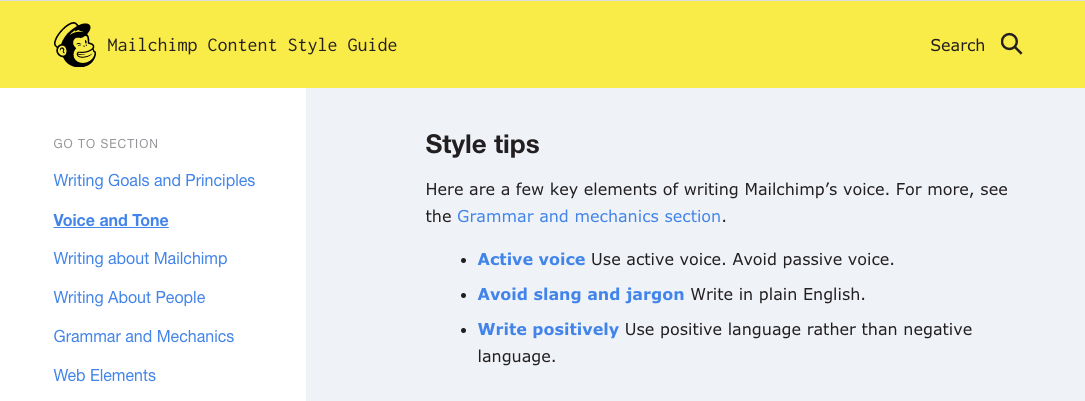 Mailchimp Content Style Guide
Search
GO TO SECTION
Writing Goals and Principles
Voice and Tone
Writing about Mailchimp
Writing About People
Grammar and Mechanics
Web Elements
Style tips
Here are a few key elements of writing Mailchimp’s voice. For more, see
the Grammar and mechanics section.
• Active voice Use active voice. Avoid passive voice.
• Avoid slang and jargon Write in plain English.
• Write positively Use positive language rather than negative
language.